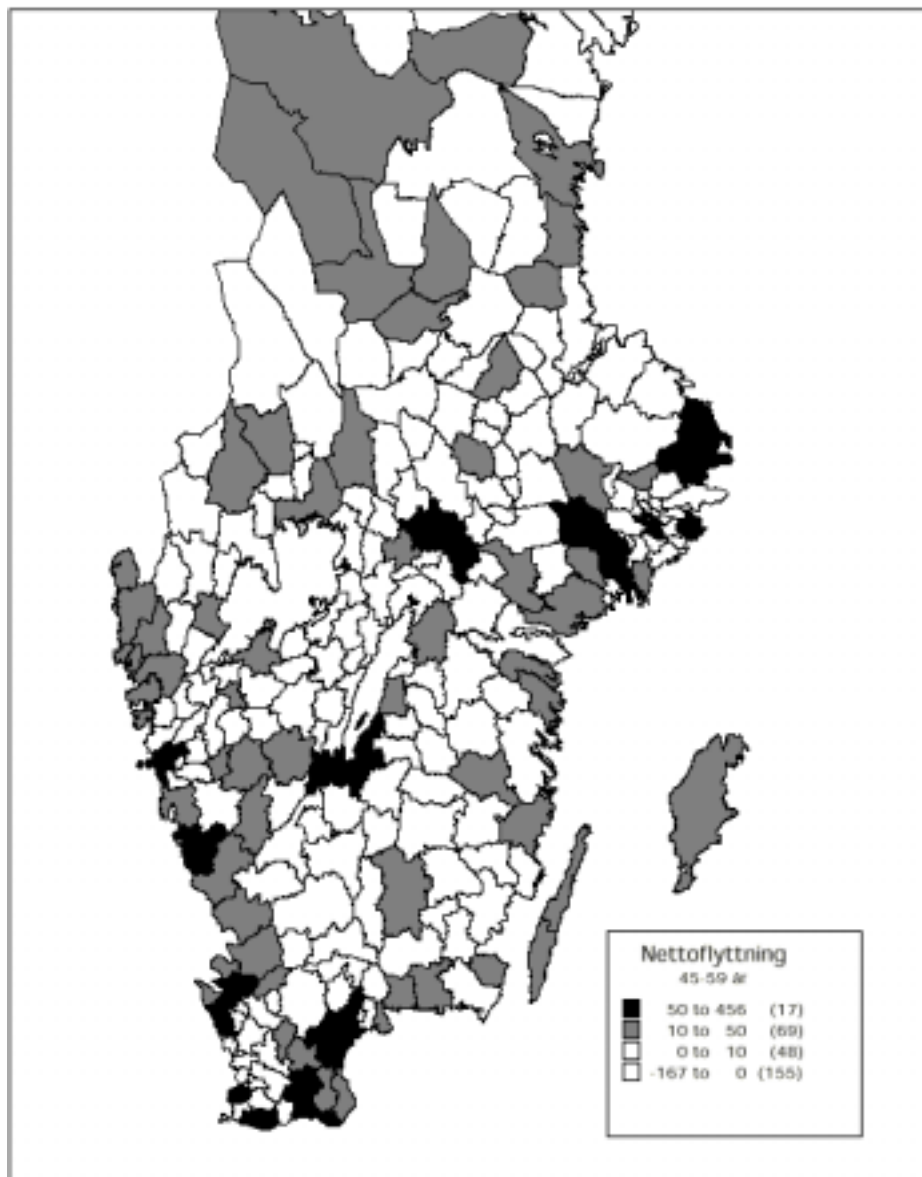 Nettoflyttning
45-59 år
50 to 456 (17)
10 to 50 (69)
0 to 10 (48)
-167 to 0 (155)